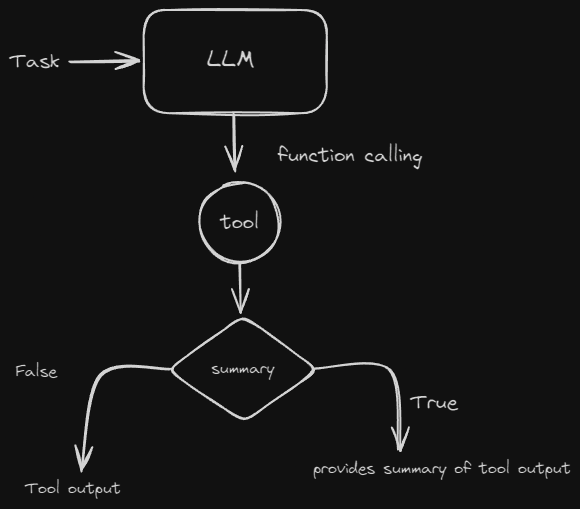 Task
LLM
function calling
tool
summary
False
True
provides summary of tool output
Tool output